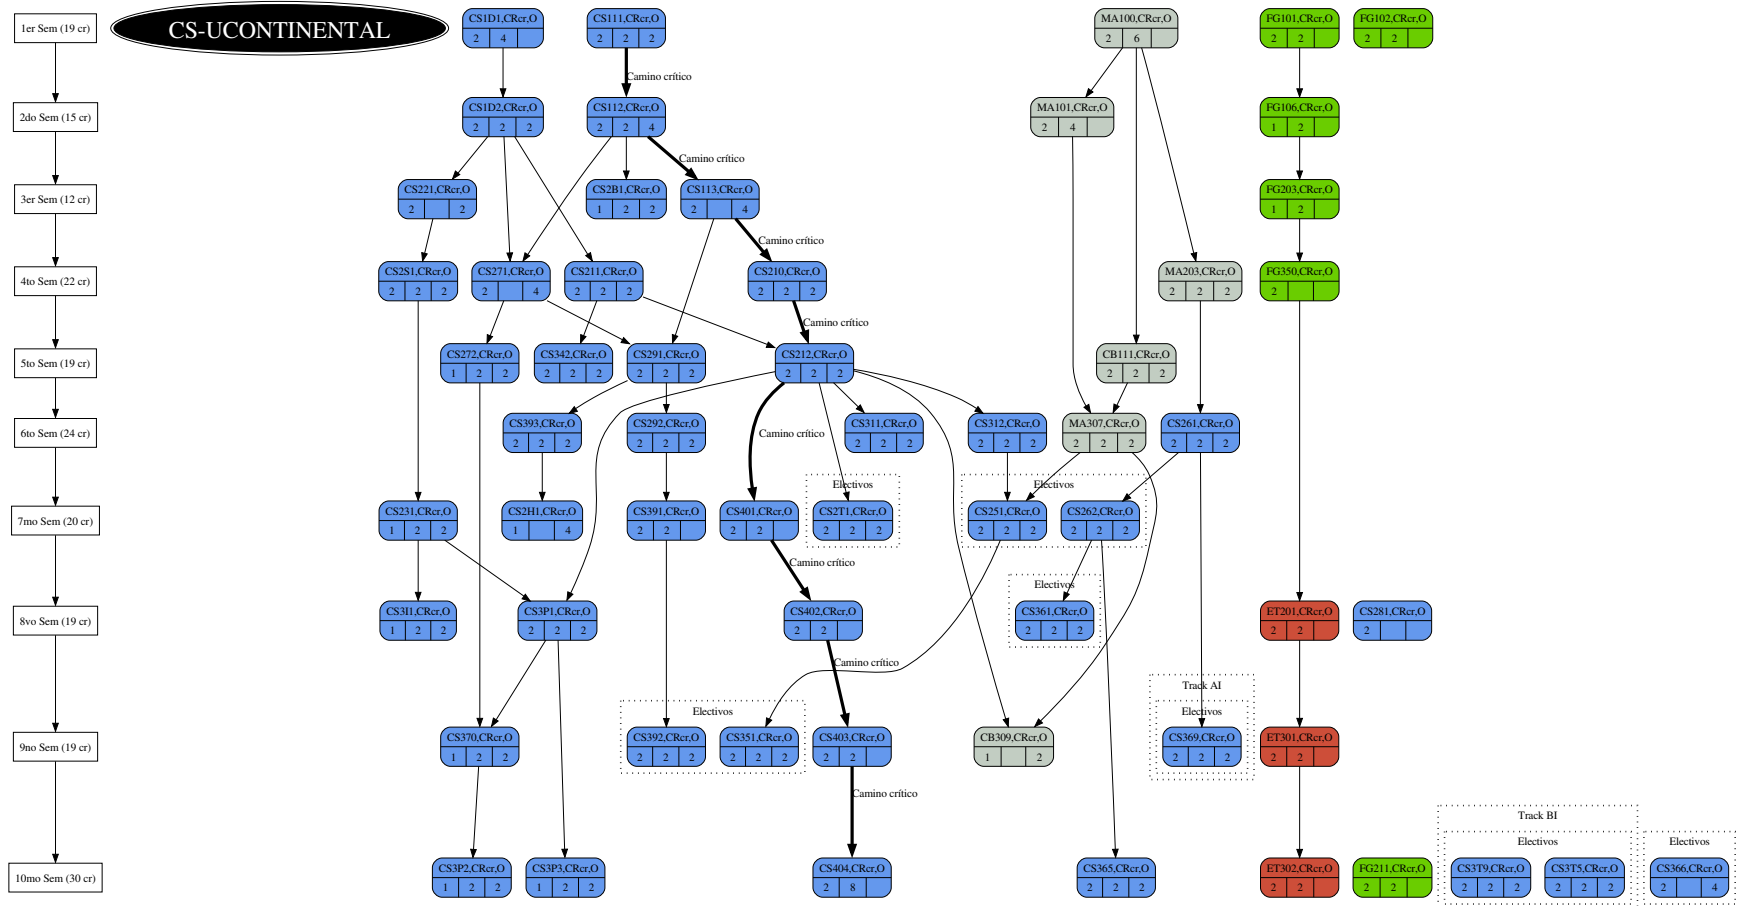 1er Sem (19 cr)
CS-UCONTINENTAL
CS1D1,CRcr,O
2 4
CS111,CRcr,O
2 2 2
MA100,CRcr,O
2 6
FG101,CRcr,O
2 2
FG102,CRcr,O
2 2
Camino crítico
2do Sem (15 cr)
CS1D2,CRcr,O
2 2 2
CS112,CRcr,O
2 2 4
MA101,CRcr,O
2 4
FG106,CRcr,O
1 2
Camino crítico
3er Sem (12 cr)
CS221,CRcr,O
2 2
CS2B1,CRcr,O
1 2 2
CS113,CRcr,O
2 4
FG203,CRcr,O
1 2
Camino crítico
4to Sem (22 cr)
CS2S1,CRcr,O
2 2 2
CS271,CRcr,O
2 4
CS211,CRcr,O
2 2 2
CS210,CRcr,O
2 2 2
MA203,CRcr,O
2 2 2
FG350,CRcr,O
2
Camino crítico
5to Sem (19 cr)
CS272,CRcr,O
1 2 2
CS342,CRcr,O
2 2 2
CS291,CRcr,O
2 2 2
CS212,CRcr,O
2 2 2
CB111,CRcr,O
2 2 2
6to Sem (24 cr)
CS393,CRcr,O
2 2 2
CS292,CRcr,O
2 2 2
Camino crítico
CS311,CRcr,O
2 2 2
CS312,CRcr,O
2 2 2
MA307,CRcr,O
2 2 2
CS261,CRcr,O
2 2 2
Electivos
Electivos
7mo Sem (20 cr)
CS231,CRcr,O
1 2 2
CS2H1,CRcr,O
1 4
CS391,CRcr,O
2 2
CS401,CRcr,O
2 2
CS2T1,CRcr,O
2 2 2
CS251,CRcr,O
2 2 2
CS262,CRcr,O
2 2 2
Camino crítico
Electivos
8vo Sem (19 cr)
CS3I1,CRcr,O
1 2 2
CS3P1,CRcr,O
2 2 2
CS402,CRcr,O
2 2
CS361,CRcr,O
2 2 2
ET201,CRcr,O
2 2
CS281,CRcr,O
2
Camino crítico
Track AI
Electivos
Electivos
9no Sem (19 cr)
CS370,CRcr,O
1 2 2
CS392,CRcr,O
2 2 2
CS351,CRcr,O
2 2 2
CS403,CRcr,O
2 2
CB309,CRcr,O
1 2
CS369,CRcr,O
2 2 2
ET301,CRcr,O
2 2
Camino crítico
Track BI
Electivos
Electivos
10mo Sem (30 cr)
CS3P2,CRcr,O
1 2 2
CS3P3,CRcr,O
1 2 2
CS404,CRcr,O
2 8
CS365,CRcr,O
2 2 2
ET302,CRcr,O
2 2
FG211,CRcr,O
2 2
CS3T9,CRcr,O
2 2 2
CS3T5,CRcr,O
2 2 2
CS366,CRcr,O
2 4